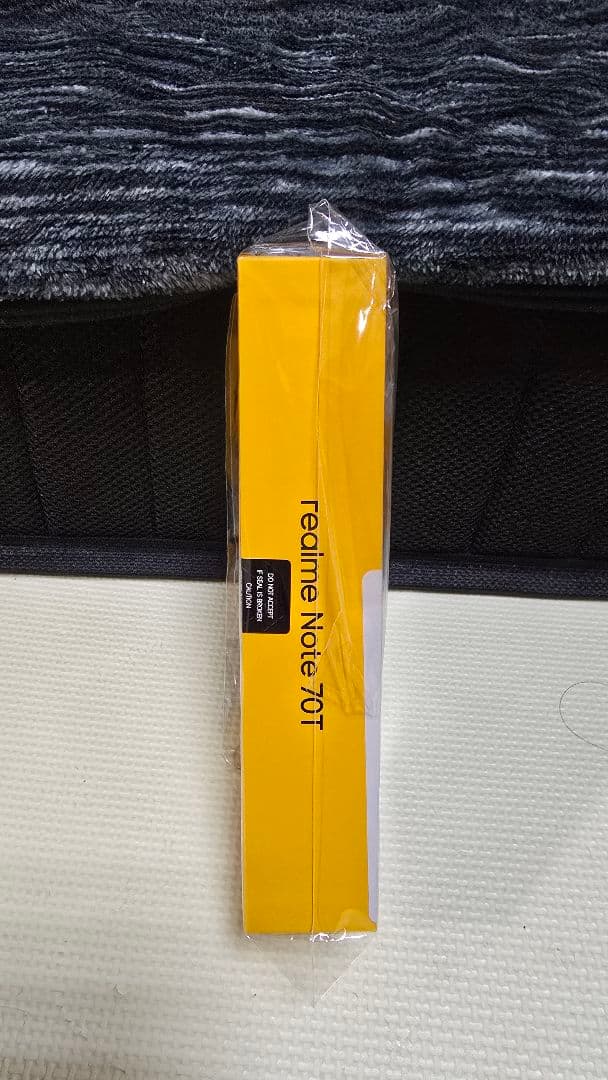 realme Note 70T
DO NOT ACCEPT
IF SEAL IS BROKEN
CAUTION